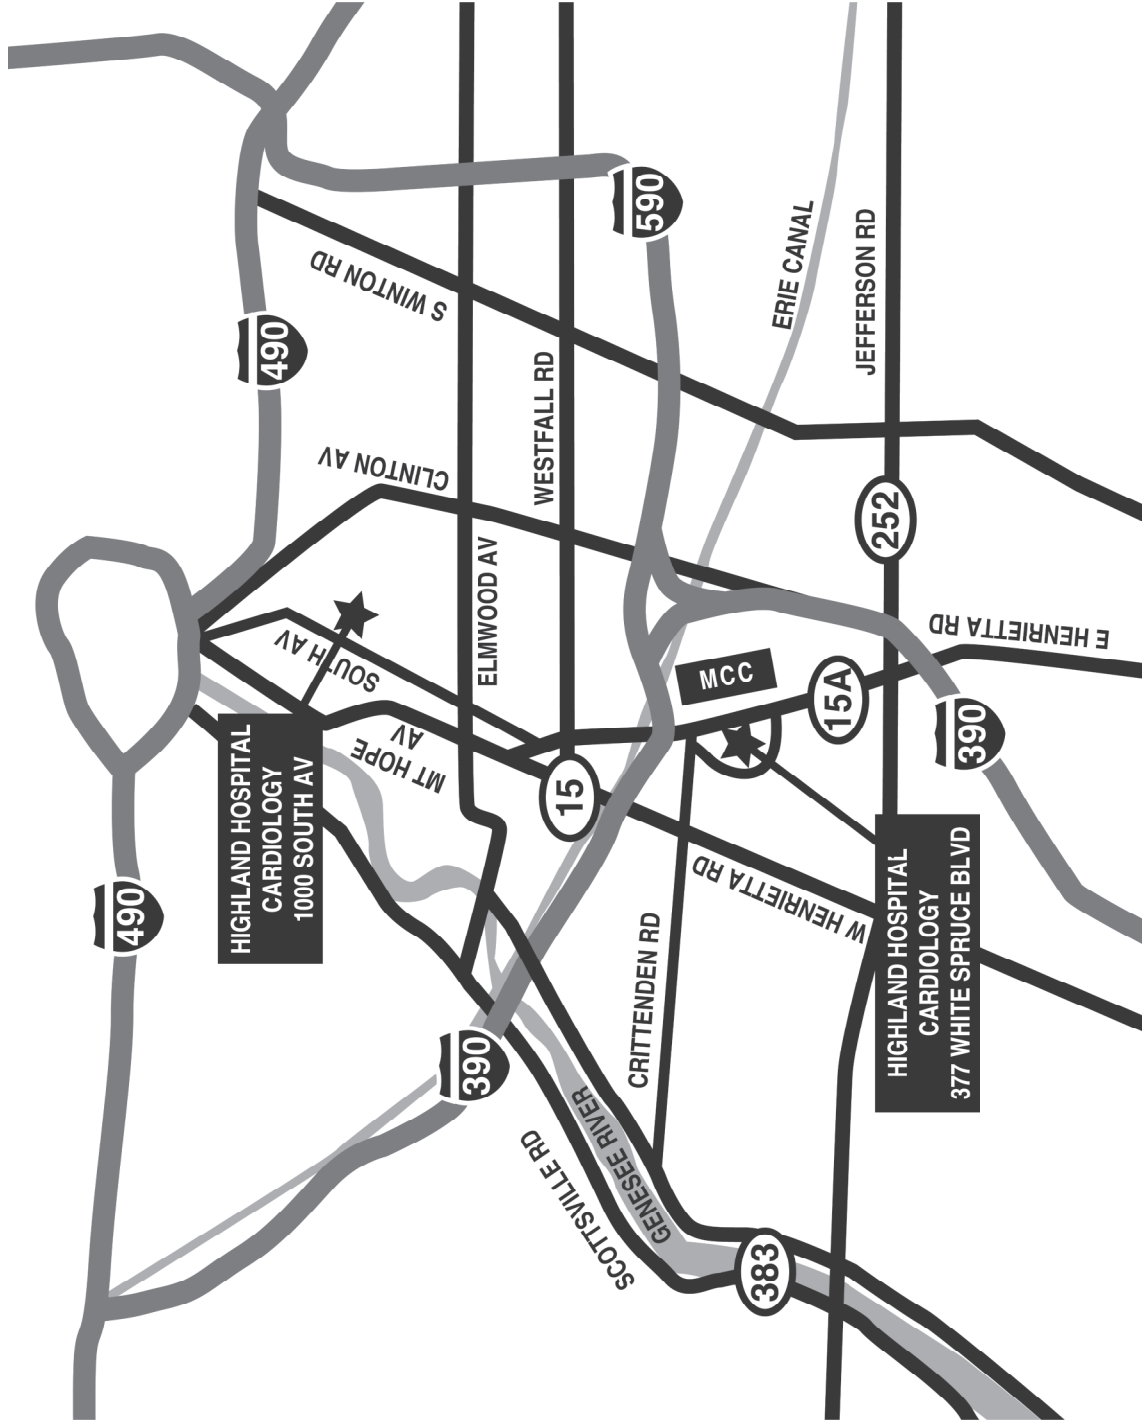 490
490
HIGHLAND HOSPITAL
CARDIOLOGY
1000 SOUTH AV
SOUTH AV
CLINTON AV
S WINTON RD
MT HOPE
AV
ELMWOOD AV
WESTFALL RD
590
15
390
SCOTTSVILLE RD
GENESEE RIVER
CRITTENDEN RD
W HENRIETTA RD
MCC
ERIE CANAL
JEFFERSON RD
252
15A
E HENRIETTA RD
390
383
HIGHLAND HOSPITAL
CARDIOLOGY
377 WHITE SPRUCE BLVD